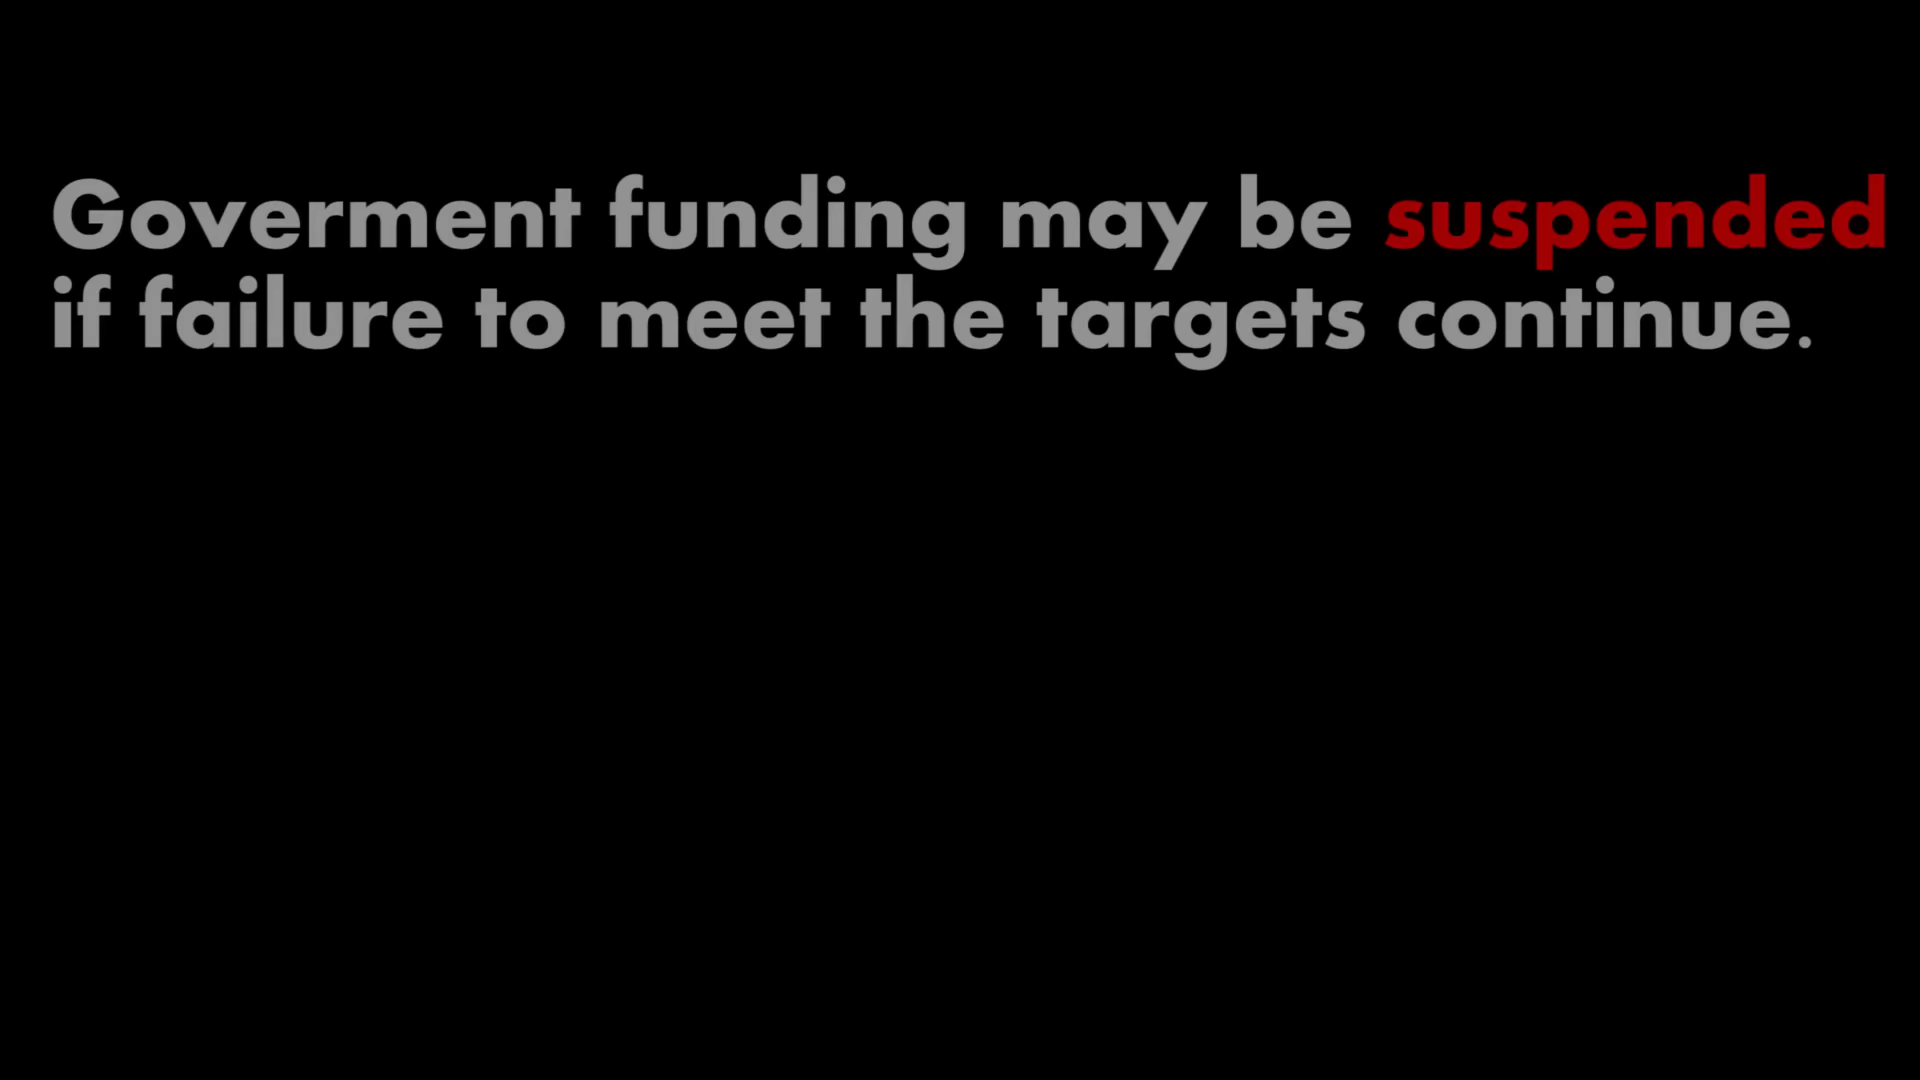 Goverment funding may be suspended
if failure to meet the targets continue.